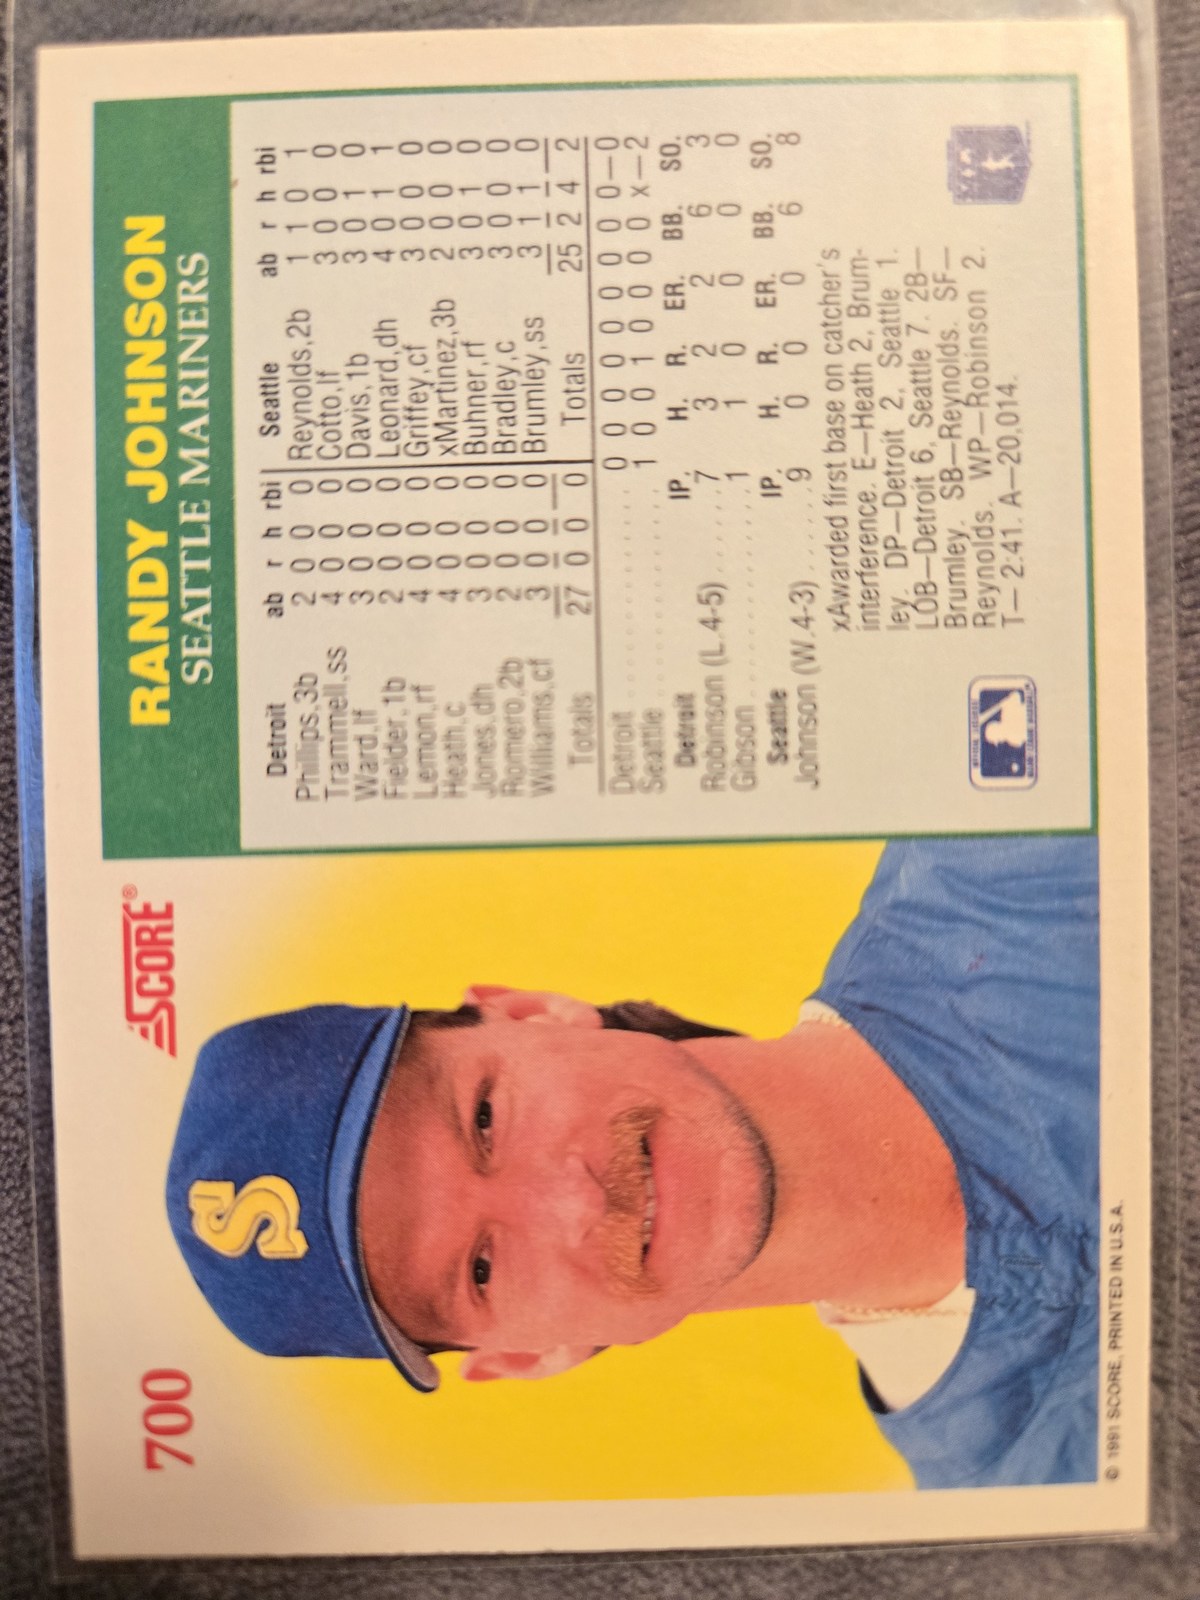 700
SCORE®
RANDY JOHNSON
SEATTLE MARINERS
Detroit ab r h rbi Seattle ab r h rbi
Phillips,3b 2 0 0 0 Reynolds,2b 1 1 0 1
Trammell,ss 4 0 0 0 Cotto,lf 3 0 0 0
Ward,lf 3 0 0 0 Davis,1b 3 0 1 0
Fielder,1b 2 0 0 0 Leonard,dh 4 0 1 1
Lemon,rf 4 0 0 0 Griffey,cf 3 0 0 0
Heath,c 4 0 0 0 xMartinez,3b 2 0 0 0
Jones,dh 3 0 0 0 Buhner,rf 3 0 1 0
Romero,2b 2 0 0 0 Bradley,c 3 0 0 0
Williams,cf 3 0 0 0 Brumley,ss 3 1 1 0
Totals 27 0 0 0 Totals 25 2 4 2
Detroit . . . . . . . . . . . . 0 0 0 0 0 0 0 0 0—0
Seattle . . . . . . . . . . . . 1 0 0 1 0 0 0 0 x—2
Detroit IP. H. R. ER. BB. SO.
Robinson (L.4-5) . . . . . 7 3 2 2 6 3
Gibson . . . . . . . . . . . . 1 1 0 0 0 0
Seattle IP. H. R. ER. BB. SO.
Johnson (W.4-3) . . . . . 9 0 0 0 6 8
xAwarded first base on catcher's
interference. E—Heath 2, Brum-
ley. DP—Detroit 2, Seattle 1.
LOB—Detroit 6, Seattle 7. 2B—
Brumley. SB—Reynolds. SF—
Reynolds. WP—Robinson 2.
T—2:41. A—20,014.
S
© 1991 SCORE, PRINTED IN U.S.A.